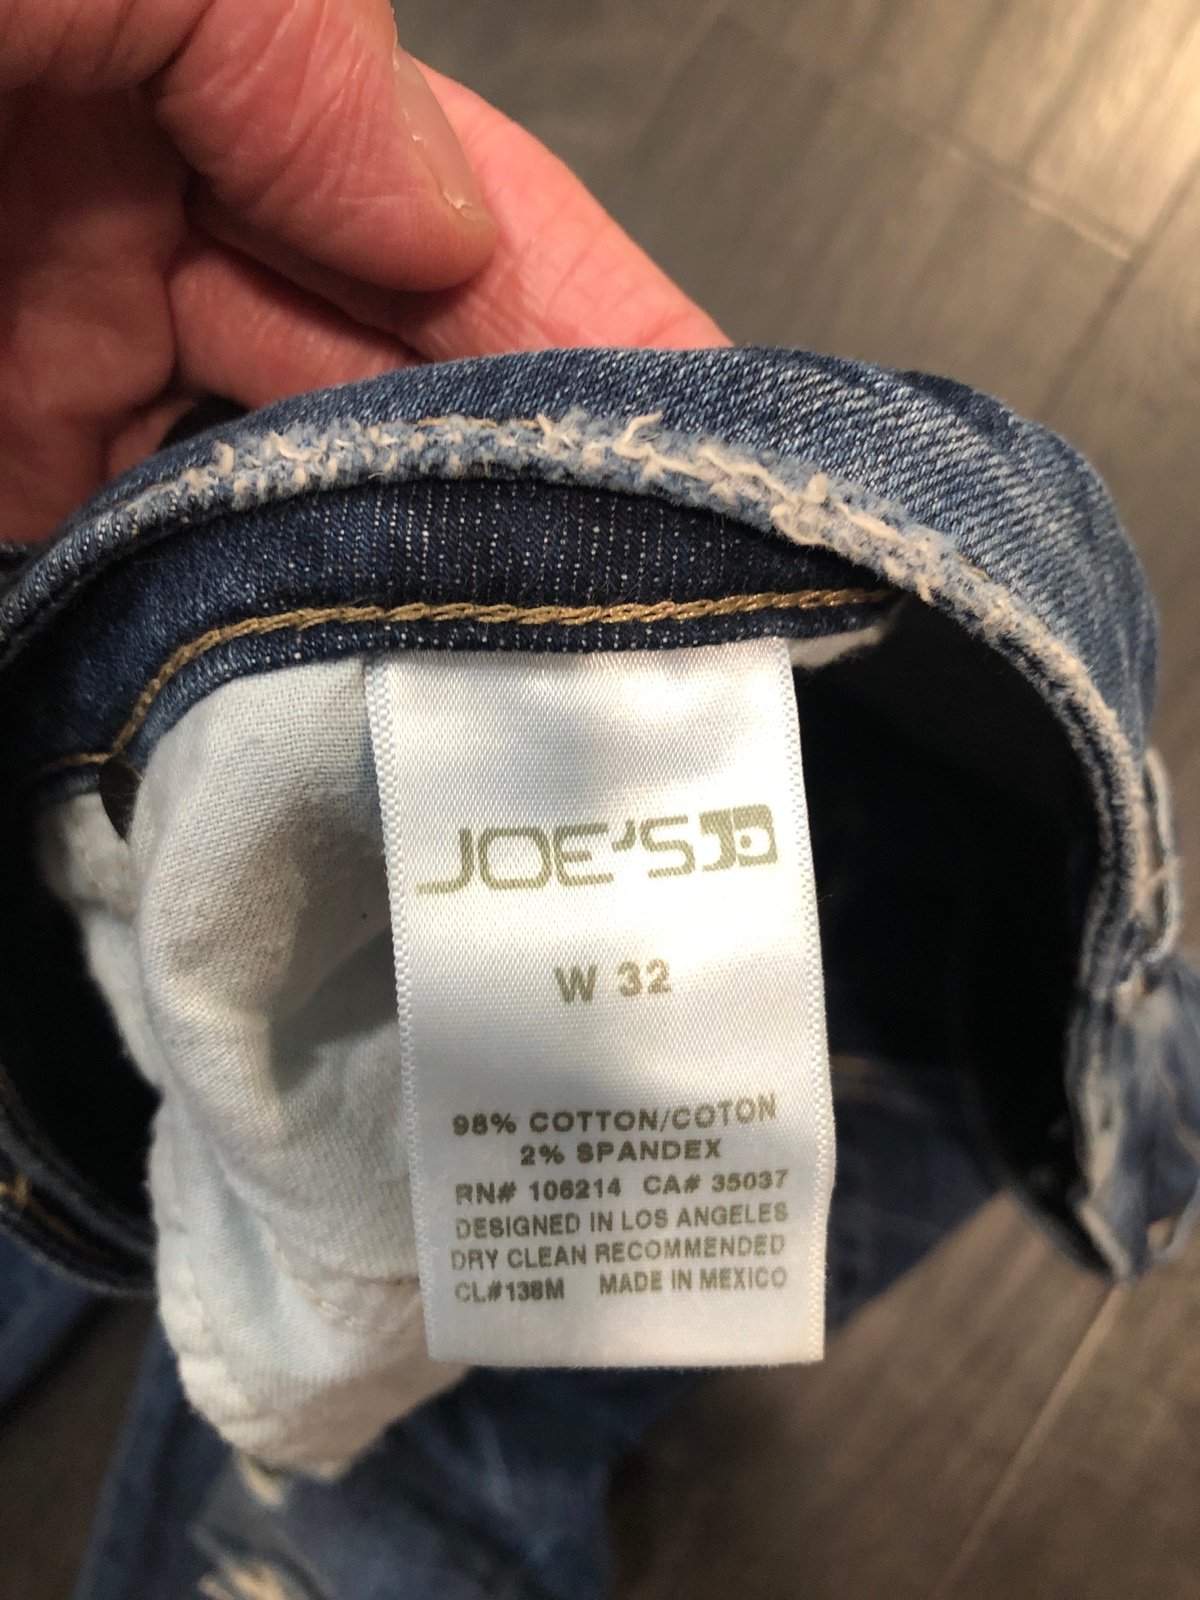 JOE'S JD
W 32
98% COTTON/COTON
2% SPANDEX
RN# 106214 CA# 35037
DESIGNED IN LOS ANGELES
DRY CLEAN RECOMMENDED
CL#138M MADE IN MEXICO